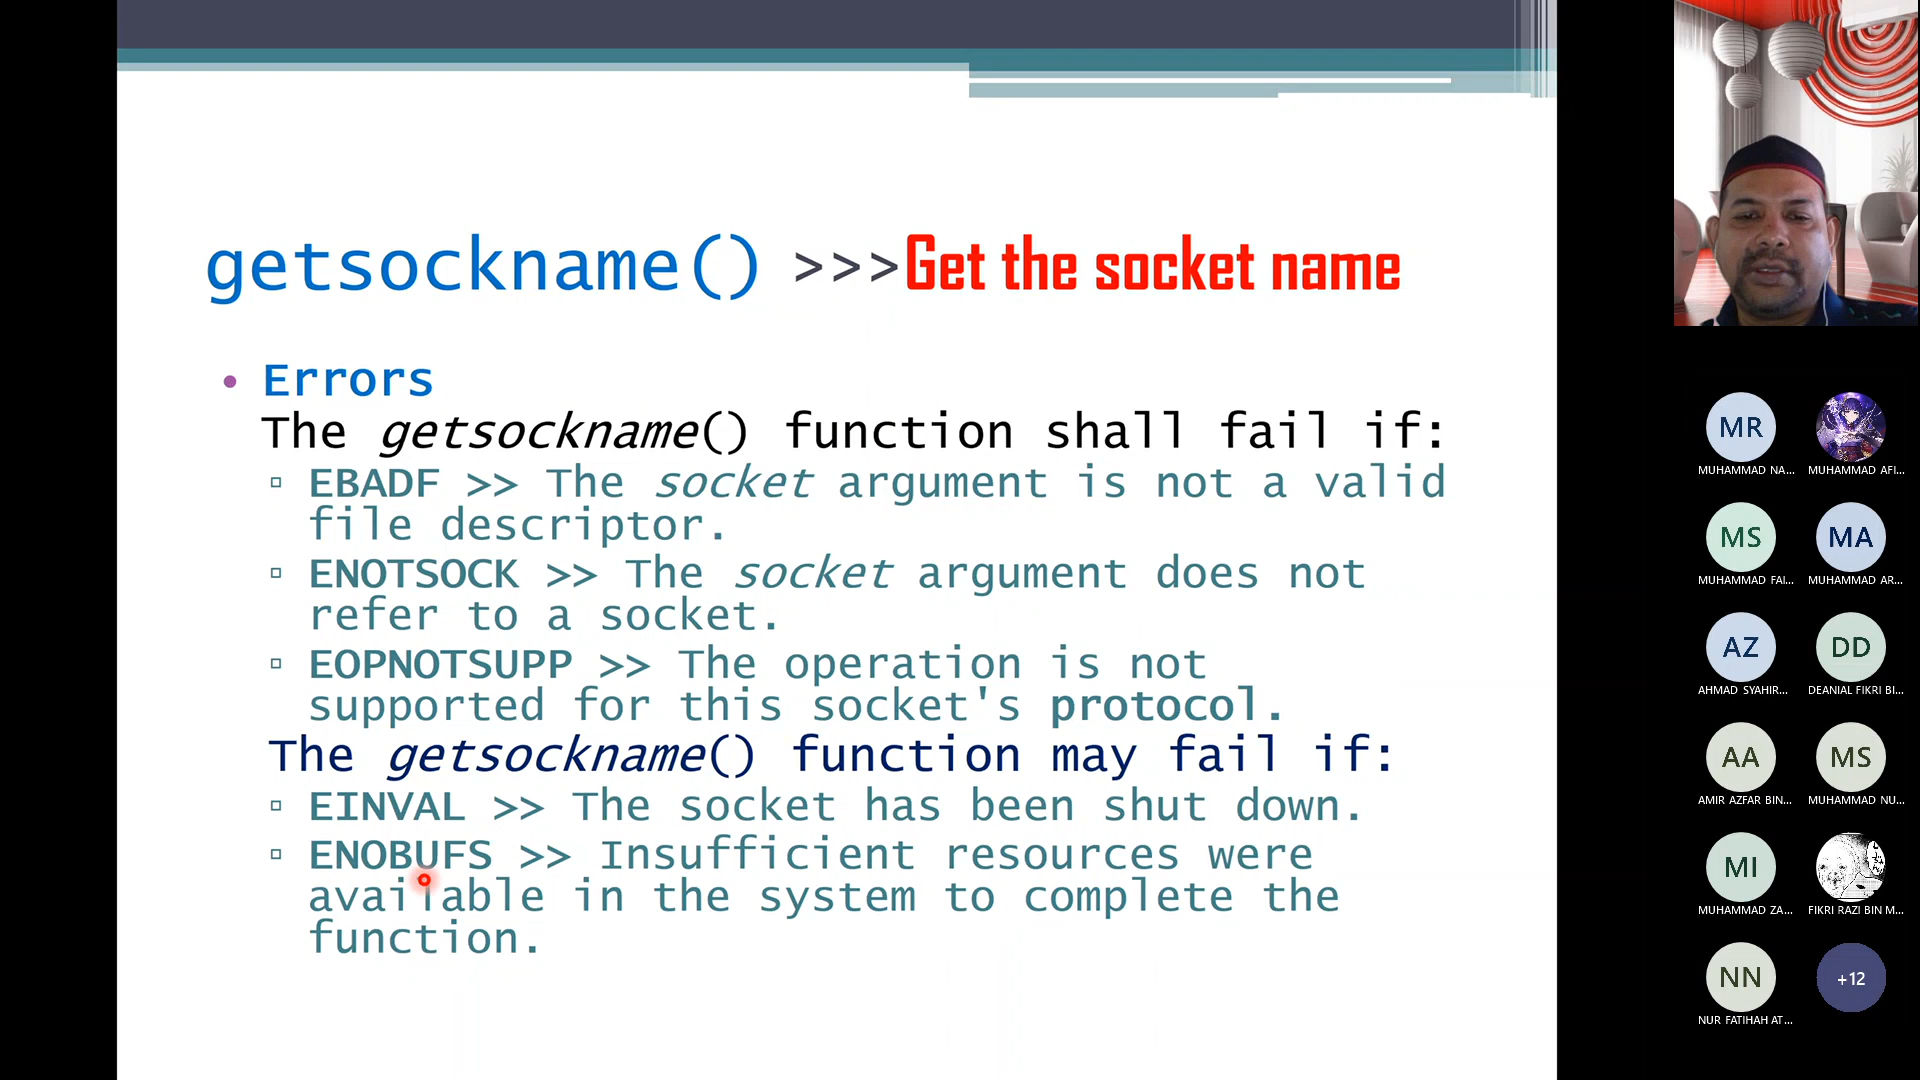 getsockname() >>>Get the socket name
• Errors
The getsockname() function shall fail if:
▫ EBADF >> The socket argument is not a valid
file descriptor.
▫ ENOTSOCK >> The socket argument does not
refer to a socket.
▫ EOPNOTSUPP >> The operation is not
supported for this socket's protocol.
The getsockname() function may fail if:
▫ EINVAL >> The socket has been shut down.
▫ ENOBUFS >> Insufficient resources were
available in the system to complete the
function.
MR
MUHAMMAD NA... MUHAMMAD AFI...
MS MA
MUHAMMAD FAI... MUHAMMAD AR...
AZ DD
AHMAD SYAHIR... DEANIAL FIKRI BI...
AA MS
AMIR AZFAR BIN... MUHAMMAD NU...
MI
MUHAMMAD ZA... FIKRI RAZI BIN M...
NN +12
NUR FATIHAH AT...